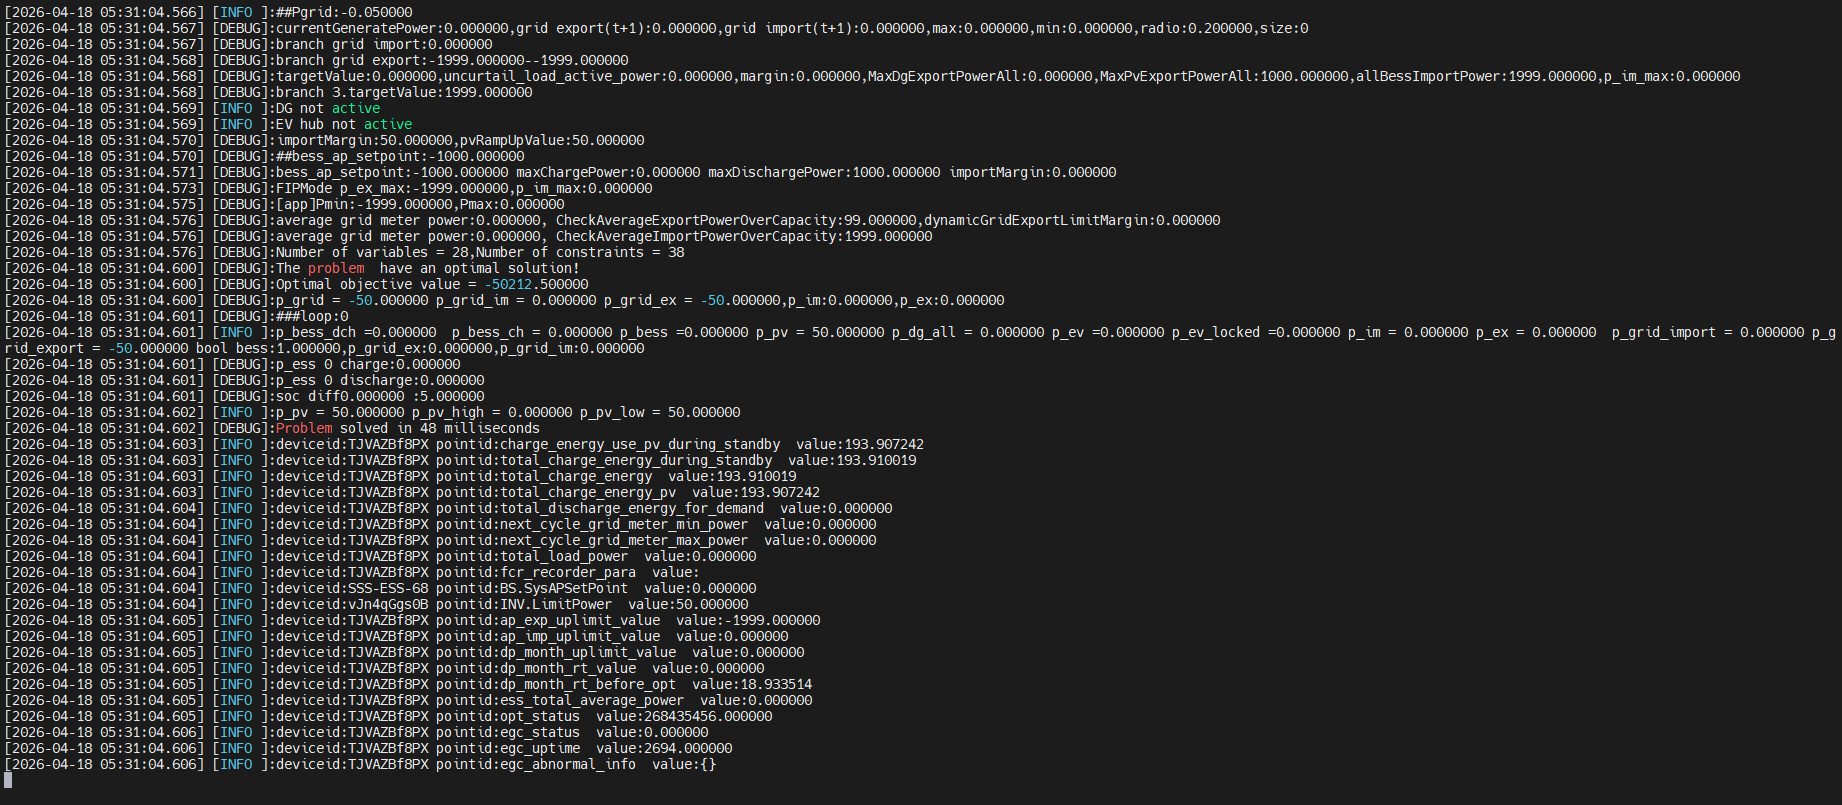 [2026-04-18 05:31:04.566] [INFO ]:##Pgrid:-0.050000
[2026-04-18 05:31:04.567] [DEBUG]:currentGeneratePower:0.000000,grid export(t+1):0.000000,grid import(t+1):0.000000,max:0.000000,min:0.000000,radio:0.200000,size:0
[2026-04-18 05:31:04.567] [DEBUG]:branch grid import:0.000000
[2026-04-18 05:31:04.568] [DEBUG]:branch grid export:-1999.000000--1999.000000
[2026-04-18 05:31:04.568] [DEBUG]:targetValue:0.000000,uncurtail_load_active_power:0.000000,margin:0.000000,MaxDgExportPowerAll:0.000000,MaxPvExportPowerAll:1000.000000,allBessImportPower:1999.000000,p_im_max:0.000000
[2026-04-18 05:31:04.568] [DEBUG]:branch 3.targetValue:1999.000000
[2026-04-18 05:31:04.569] [INFO ]:DG not active
[2026-04-18 05:31:04.569] [INFO ]:EV hub not active
[2026-04-18 05:31:04.570] [DEBUG]:importMargin:50.000000,pvRampUpValue:50.000000
[2026-04-18 05:31:04.570] [DEBUG]:##bess_ap_setpoint:-1000.000000
[2026-04-18 05:31:04.571] [DEBUG]:bess_ap_setpoint:-1000.000000 maxChargePower:0.000000 maxDischargePower:1000.000000 importMargin:0.000000
[2026-04-18 05:31:04.573] [DEBUG]:FIPMode p_ex_max:-1999.000000,p_im_max:0.000000
[2026-04-18 05:31:04.575] [DEBUG]:[app]Pmin:-1999.000000,Pmax:0.000000
[2026-04-18 05:31:04.576] [DEBUG]:average grid meter power:0.000000, CheckAverageExportPowerOverCapacity:99.000000,dynamicGridExportLimitMargin:0.000000
[2026-04-18 05:31:04.576] [DEBUG]:average grid meter power:0.000000, CheckAverageImportPowerOverCapacity:1999.000000
[2026-04-18 05:31:04.576] [DEBUG]:Number of variables = 28,Number of constraints = 38
[2026-04-18 05:31:04.600] [DEBUG]:The problem  have an optimal solution!
[2026-04-18 05:31:04.600] [DEBUG]:Optimal objective value = -50212.500000
[2026-04-18 05:31:04.600] [DEBUG]:p_grid = -50.000000 p_grid_im = 0.000000 p_grid_ex = -50.000000,p_im:0.000000,p_ex:0.000000
[2026-04-18 05:31:04.601] [DEBUG]:###loop:0
[2026-04-18 05:31:04.601] [INFO ]:p_bess_dch =0.000000  p_bess_ch = 0.000000 p_bess =0.000000 p_pv = 50.000000 p_dg_all = 0.000000 p_ev =0.000000 p_ev_locked =0.000000 p_im = 0.000000 p_ex = 0.000000  p_grid_import = 0.000000 p_g
rid_export = -50.000000 bool bess:1.000000,p_grid_ex:0.000000,p_grid_im:0.000000
[2026-04-18 05:31:04.601] [DEBUG]:p_ess 0 charge:0.000000
[2026-04-18 05:31:04.601] [DEBUG]:p_ess 0 discharge:0.000000
[2026-04-18 05:31:04.601] [DEBUG]:soc diff0.000000 :5.000000
[2026-04-18 05:31:04.602] [INFO ]:p_pv = 50.000000 p_pv_high = 0.000000 p_pv_low = 50.000000
[2026-04-18 05:31:04.602] [DEBUG]:Problem solved in 48 milliseconds
[2026-04-18 05:31:04.603] [INFO ]:deviceid:TJVAZBf8PX pointid:charge_energy_use_pv_during_standby  value:193.907242
[2026-04-18 05:31:04.603] [INFO ]:deviceid:TJVAZBf8PX pointid:total_charge_energy_during_standby  value:193.910019
[2026-04-18 05:31:04.603] [INFO ]:deviceid:TJVAZBf8PX pointid:total_charge_energy  value:193.910019
[2026-04-18 05:31:04.603] [INFO ]:deviceid:TJVAZBf8PX pointid:total_charge_energy_pv  value:193.907242
[2026-04-18 05:31:04.604] [INFO ]:deviceid:TJVAZBf8PX pointid:total_discharge_energy_for_demand  value:0.000000
[2026-04-18 05:31:04.604] [INFO ]:deviceid:TJVAZBf8PX pointid:next_cycle_grid_meter_min_power  value:0.000000
[2026-04-18 05:31:04.604] [INFO ]:deviceid:TJVAZBf8PX pointid:next_cycle_grid_meter_max_power  value:0.000000
[2026-04-18 05:31:04.604] [INFO ]:deviceid:TJVAZBf8PX pointid:total_load_power  value:0.000000
[2026-04-18 05:31:04.604] [INFO ]:deviceid:TJVAZBf8PX pointid:fcr_recorder_para  value:
[2026-04-18 05:31:04.604] [INFO ]:deviceid:SSS-ESS-68 pointid:BS.SysAPSetPoint  value:0.000000
[2026-04-18 05:31:04.604] [INFO ]:deviceid:vJn4qGgs0B pointid:INV.LimitPower  value:50.000000
[2026-04-18 05:31:04.605] [INFO ]:deviceid:TJVAZBf8PX pointid:ap_exp_uplimit_value  value:-1999.000000
[2026-04-18 05:31:04.605] [INFO ]:deviceid:TJVAZBf8PX pointid:ap_imp_uplimit_value  value:0.000000
[2026-04-18 05:31:04.605] [INFO ]:deviceid:TJVAZBf8PX pointid:dp_month_uplimit_value  value:0.000000
[2026-04-18 05:31:04.605] [INFO ]:deviceid:TJVAZBf8PX pointid:dp_month_rt_value  value:0.000000
[2026-04-18 05:31:04.605] [INFO ]:deviceid:TJVAZBf8PX pointid:dp_month_rt_before_opt  value:18.933514
[2026-04-18 05:31:04.605] [INFO ]:deviceid:TJVAZBf8PX pointid:ess_total_average_power  value:0.000000
[2026-04-18 05:31:04.605] [INFO ]:deviceid:TJVAZBf8PX pointid:opt_status  value:268435456.000000
[2026-04-18 05:31:04.606] [INFO ]:deviceid:TJVAZBf8PX pointid:egc_status  value:0.000000
[2026-04-18 05:31:04.606] [INFO ]:deviceid:TJVAZBf8PX pointid:egc_uptime  value:2694.000000
[2026-04-18 05:31:04.606] [INFO ]:deviceid:TJVAZBf8PX pointid:egc_abnormal_info  value:{}